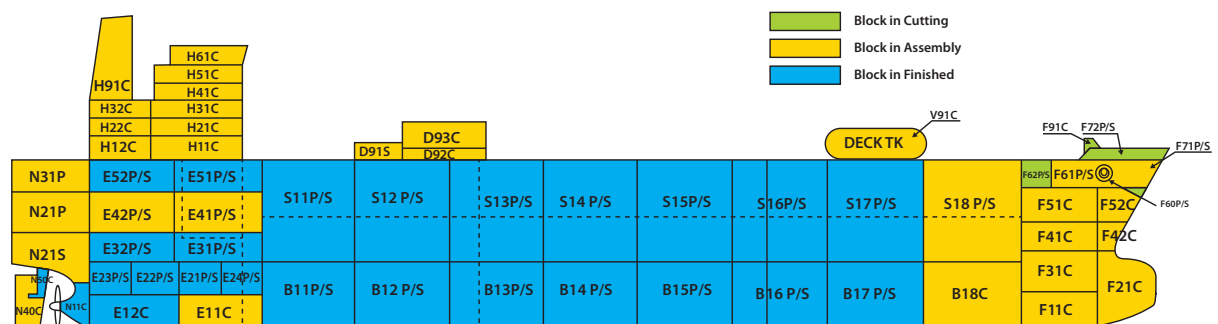 Block in Cutting
Block in Assembly
Block in Finished
H61C
H51C
H91C
H41C
H32C
H31C
H22C
H21C
H12C
H11C
D93C
D91S
D92C
DECK TK
V91C
F91C
F72P/S
F71P/S
N31P
E52P/S
E51P/S
S11P/S
S12 P/S
S13P/S
S14 P/S
S15P/S
S16P/S
S17 P/S
S18 P/S
F62P/S
F61P/S
F60P/S
N21P
E42P/S
E41P/S
F51C
F52C
N21S
E32P/S
E31P/S
F41C
F42C
N50C
E23P/S
E22P/S
E21P/S
E24P/S
F31C
N40C
N11C
E12C
E11C
B11P/S
B12 P/S
B13P/S
B14 P/S
B15P/S
B16 P/S
B17 P/S
B18C
F21C
F11C